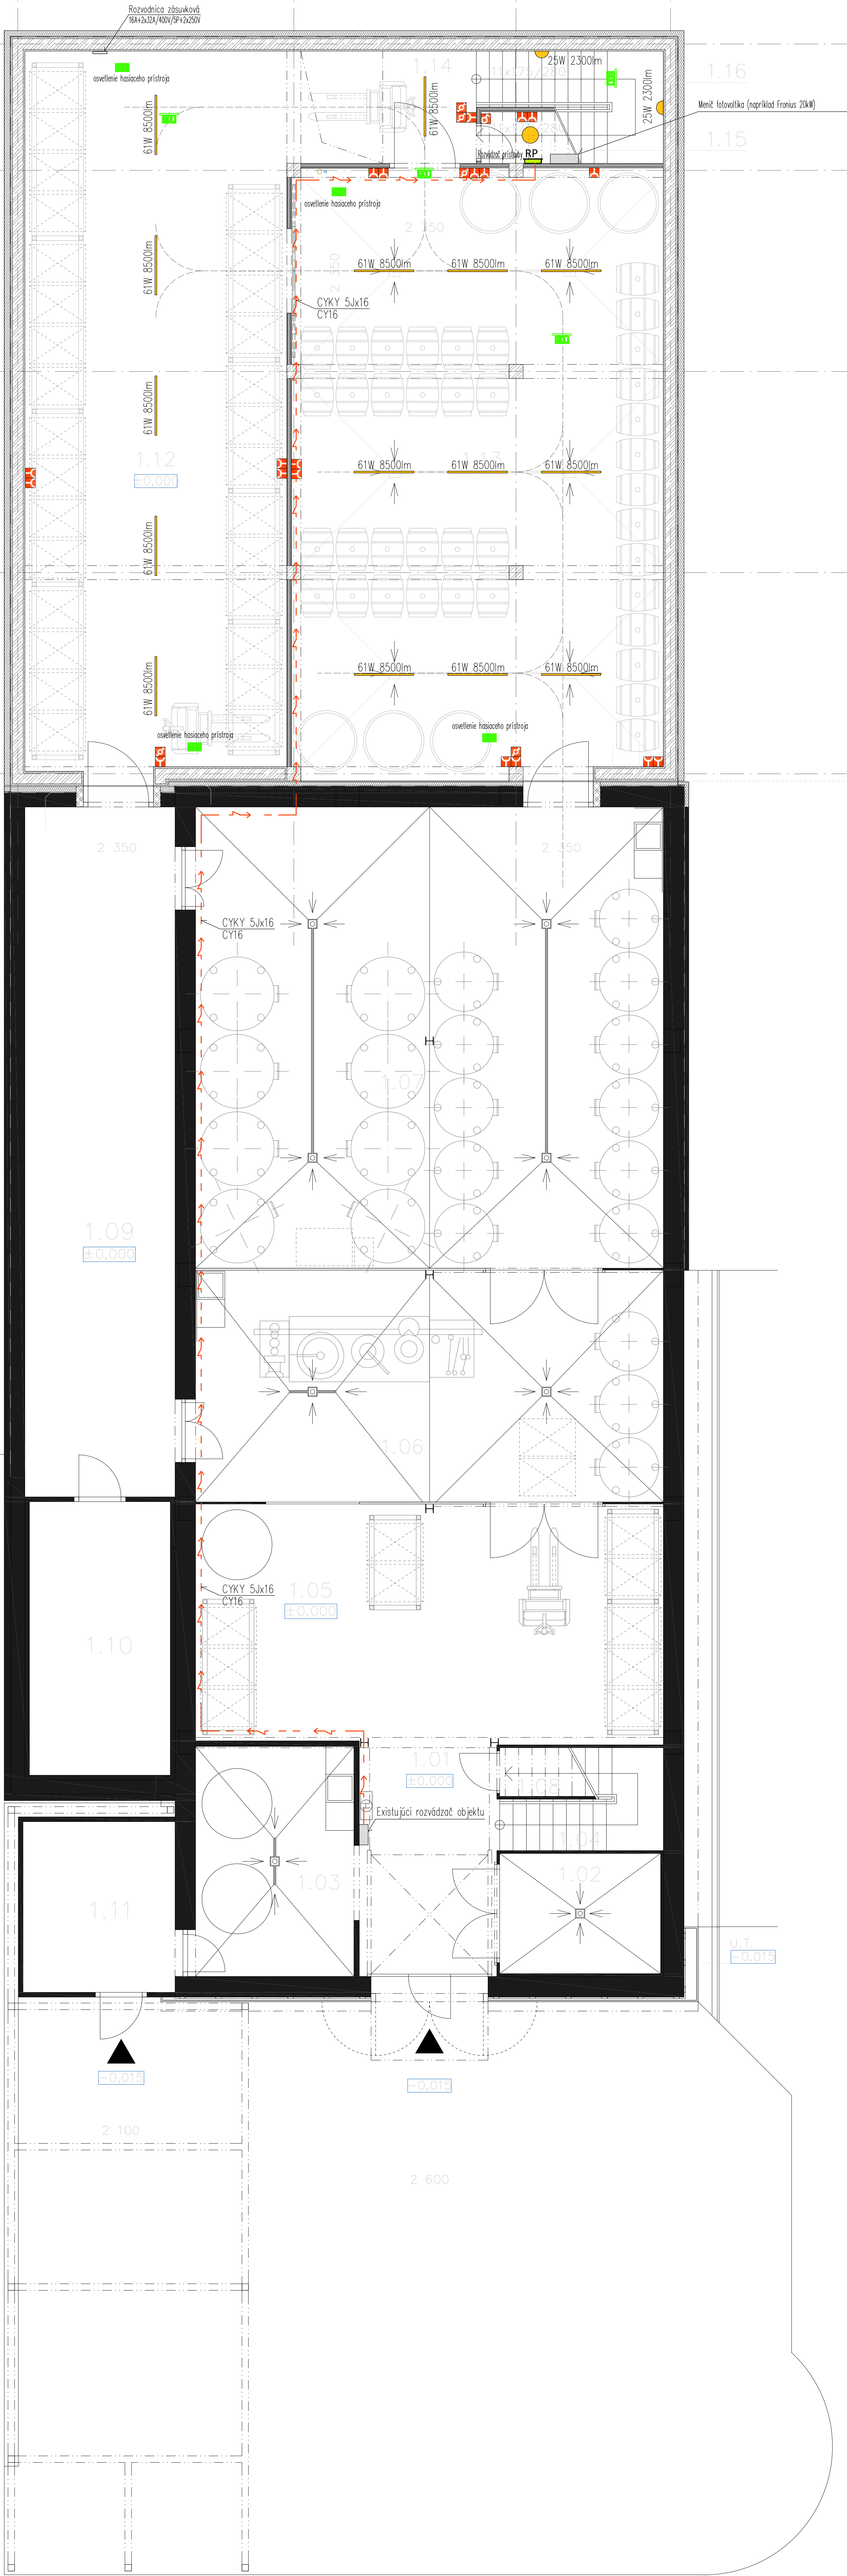 Rozvodnica zásuvková
16A+2x32A/400V/5P+2x250V
osvetlenie hasiaceho prístroja
61W 8500lm
1.14
61W 8500lm
25W 2300lm
25W 2300lm
1.16
1.15
Menič fotovoltika (napríklad Fronius 20kW)
Rozvádzač prístavby RP
osvetlenie hasiaceho prístroja
2 350
2 350
61W 8500lm
61W 8500lm
61W 8500lm
61W 8500lm
CYKY 5Jx16
CY16
61W 8500lm
1.12
±0,000
1.13
61W 8500lm
61W 8500lm
61W 8500lm
61W 8500lm
61W 8500lm
61W 8500lm
61W 8500lm
61W 8500lm
osvetlenie hasiaceho prístroja
osvetlenie hasiaceho prístroja
2 350
2 350
CYKY 5Jx16
CY16
1.07
1.09
±0,000
1.06
CYKY 5Jx16
CY16
1.05
±0,000
1.10
1.01
±0,000
1.08
Existujúci rozvádzač objektu
1.04
1.03
1.02
1.11
U.T.
-0,015
-0,015
-0,015
2 100
2 600